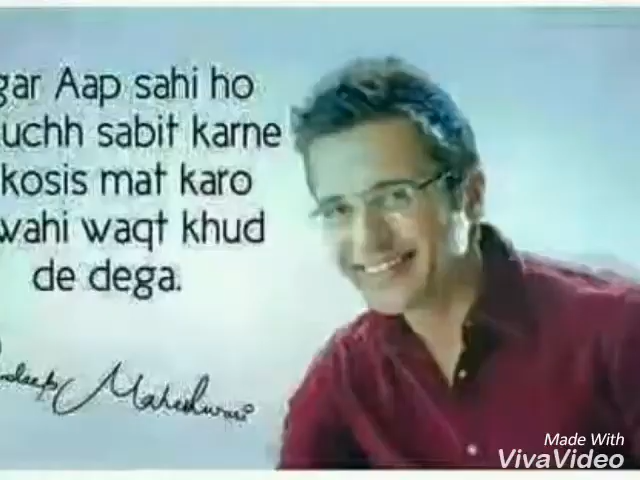 gar Aap sahi ho
uchh sabit karne
kosis mat karo
wahi waqt khud
de dega.
Maheshwari
Made With
VivaVideo